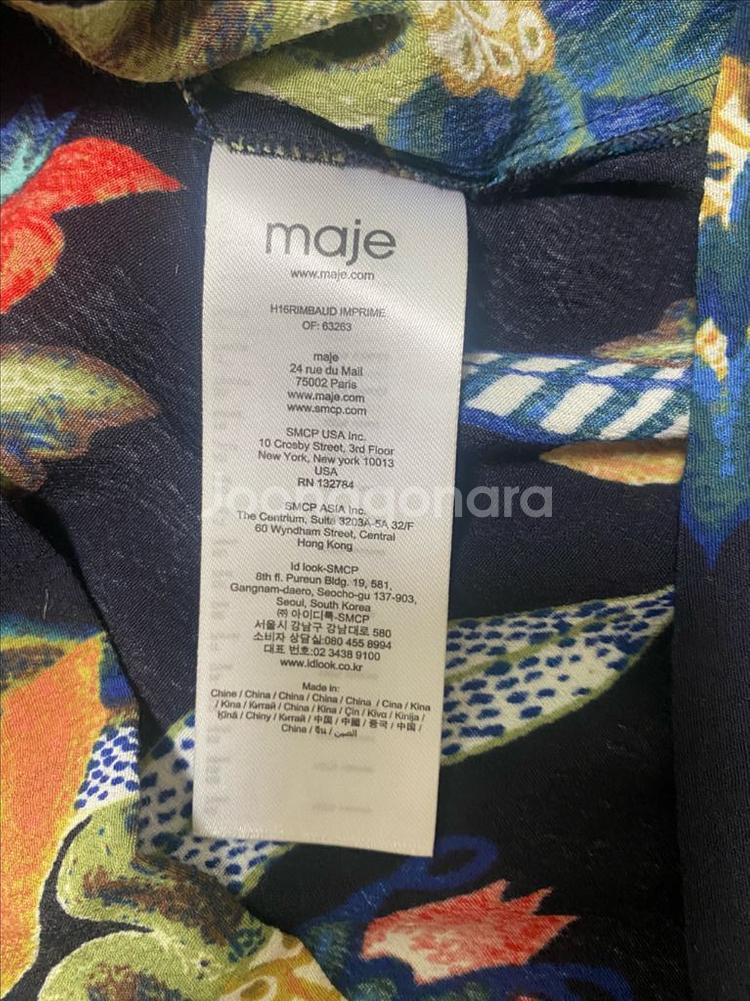 maje
www.maje.com
H16RIMBAUD IMPRIME
OF: 63263
maje
24 rue du Mail
75002 Paris
www.maje.com
www.smcp.com
SMCP USA Inc.
10 Crosby Street, 3rd Floor
New York, New york 10013
USA
RN 132784
Joonggonara
SMCP ASIA Inc.
The Centrium, Suite 3203A-5A 32/F
60 Wyndham Street, Central
Hong Kong
Id look-SMCP
8th fl. Pureun Bldg. 19, 581,
Gangnam-daero, Seocho-gu 137-903,
Seoul, South Korea
㈜ 아이디룩-SMCP
서울시 강남구 강남대로 580
소비자 상담실:080 455 8994
대표 번호:02 3438 9100
www.idlook.co.kr
Made in:
Chine / China / China / China / China / Cina / Kina
/ Kina / Китай / China / Kina / Çin / Kíva / Kinija /
Ķīnā / Chiny / Китай / 中国 / 中國 / 중국 / 中国 /
China / จีน / الصين